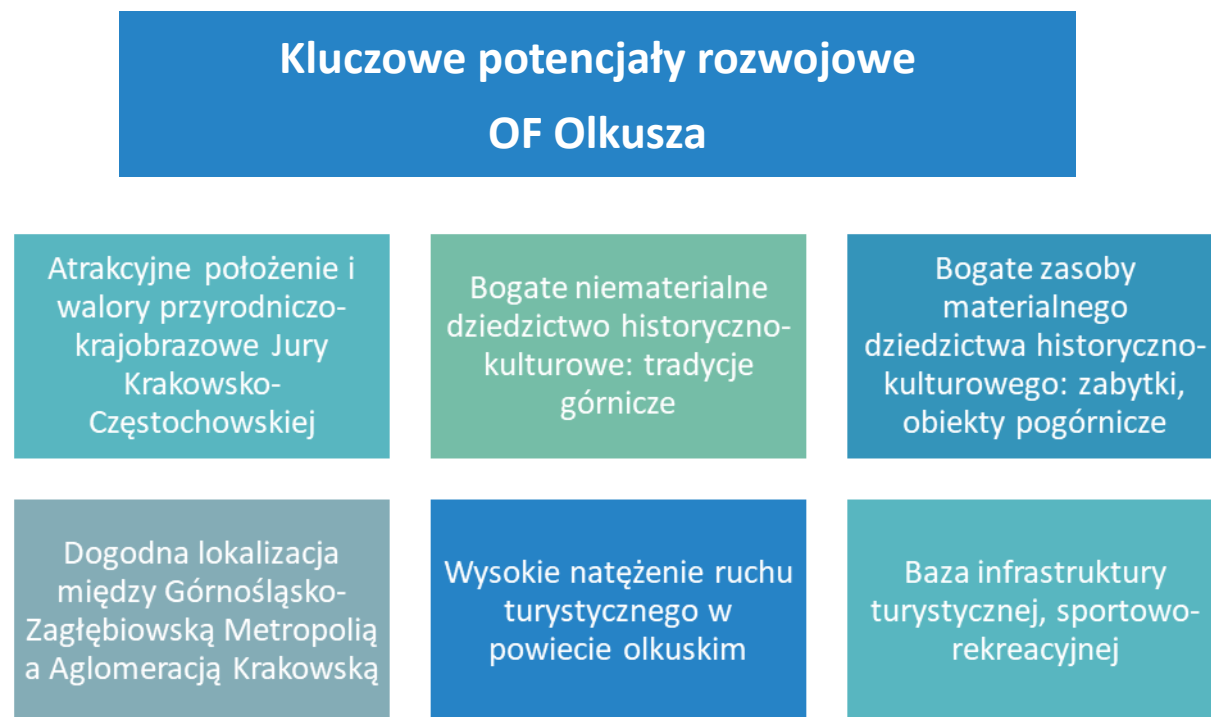 Kluczowe potencjały rozwojowe
OF Olkusza
Atrakcyjne położenie i
walory przyrodniczo-
krajobrazowe Jury
Krakowsko-
Częstochowskiej
Bogate niematerialne
dziedzictwo historyczno-
kulturowe: tradycje
górnicze
Bogate zasoby
materialnego
dziedzictwa historyczno-
kulturowego: zabytki,
obiekty pogórnicze
Dogodna lokalizacja
między Górnośląsko-
Zagłębiowską Metropolią
a Aglomeracją Krakowską
Wysokie natężenie ruchu
turystycznego w
powiecie olkuskim
Baza infrastruktury
turystycznej, sportowo-
rekreacyjnej